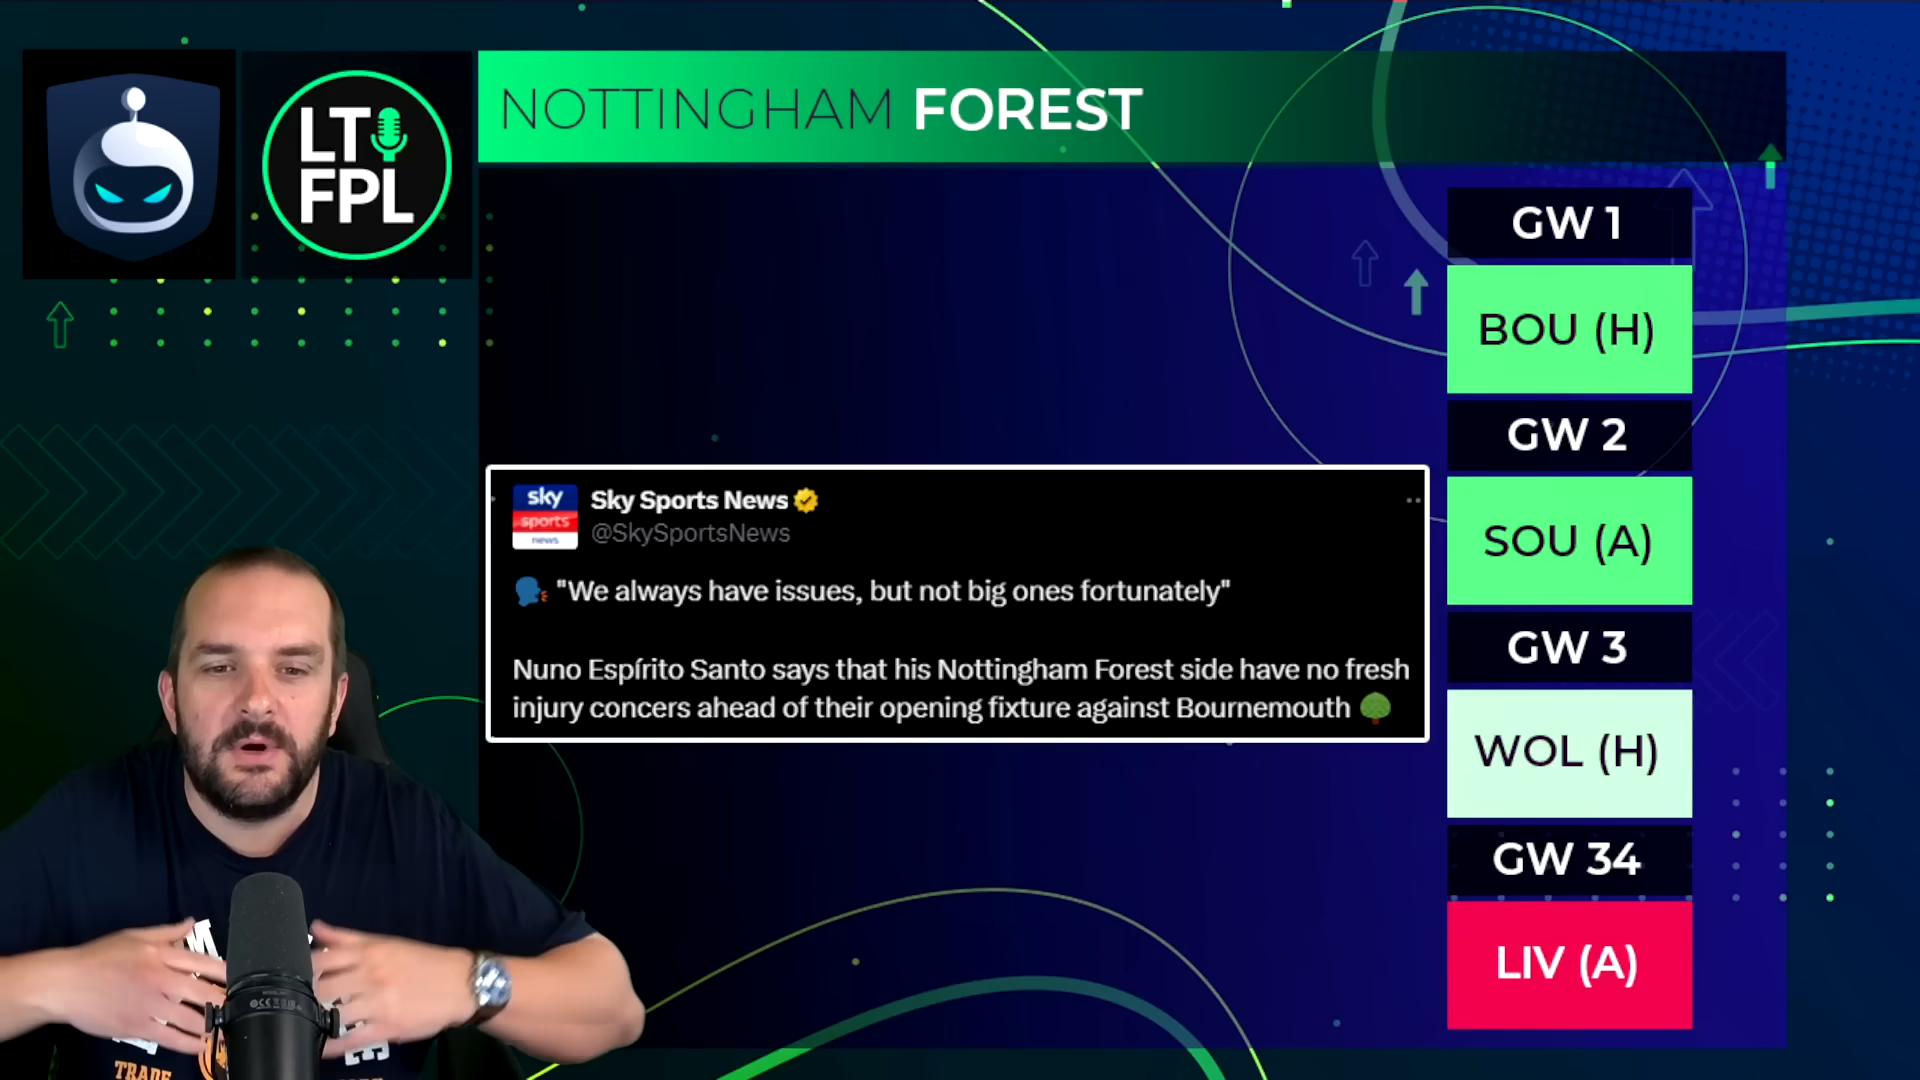 LT
FPL
NOTTINGHAM FOREST
GW 1
BOU (H)
GW 2
SOU (A)
GW 3
WOL (H)
GW 34
LIV (A)
sky
sports
news
Sky Sports News
@SkySportsNews
"We always have issues, but not big ones fortunately"
Nuno Espírito Santo says that his Nottingham Forest side have no fresh
injury concers ahead of their opening fixture against Bournemouth
TRADE